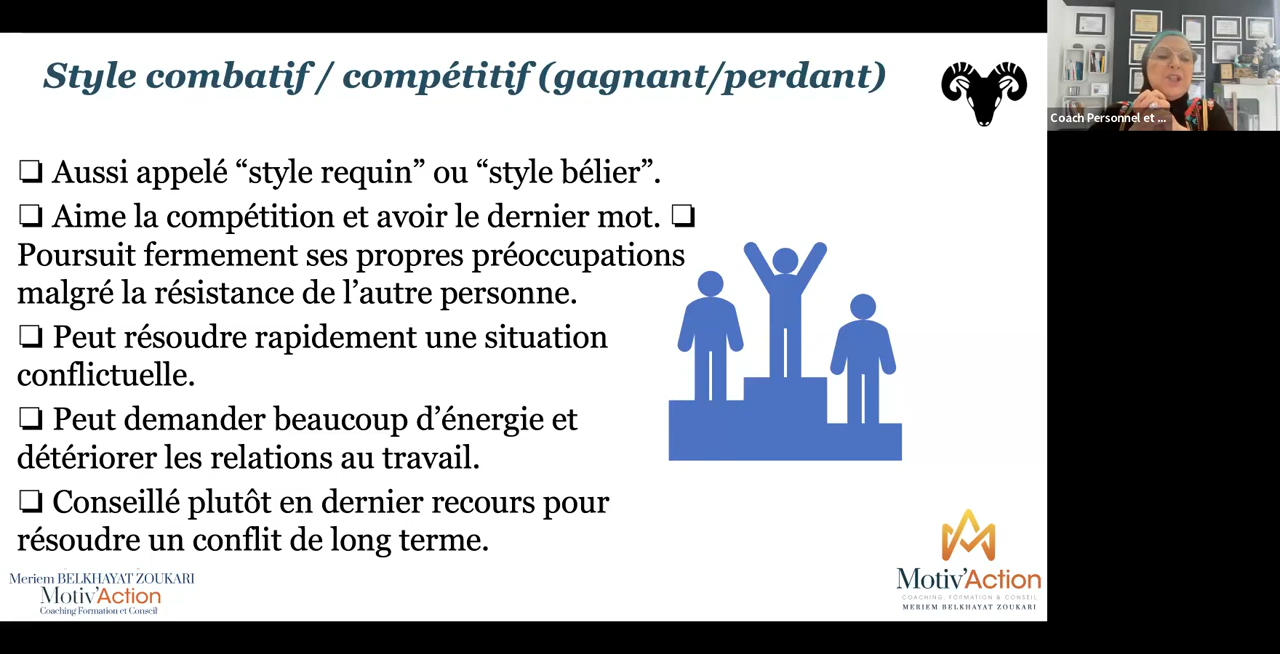 Style combatif / compétitif (gagnant/perdant)
Coach Personnel et ...
❑ Aussi appelé “style requin” ou “style bélier”.
❑ Aime la compétition et avoir le dernier mot. ❑
Poursuit fermement ses propres préoccupations
malgré la résistance de l’autre personne.
❑ Peut résoudre rapidement une situation
conflictuelle.
❑ Peut demander beaucoup d’énergie et
détériorer les relations au travail.
❑ Conseillé plutôt en dernier recours pour
résoudre un conflit de long terme.
Meriem BELKHAYAT ZOUKARI
Motiv’Action
Coaching Formation et Conseil
Motiv’Action
COACHING, FORMATION & CONSEIL
MERIEM BELKHAYAT ZOUKARI